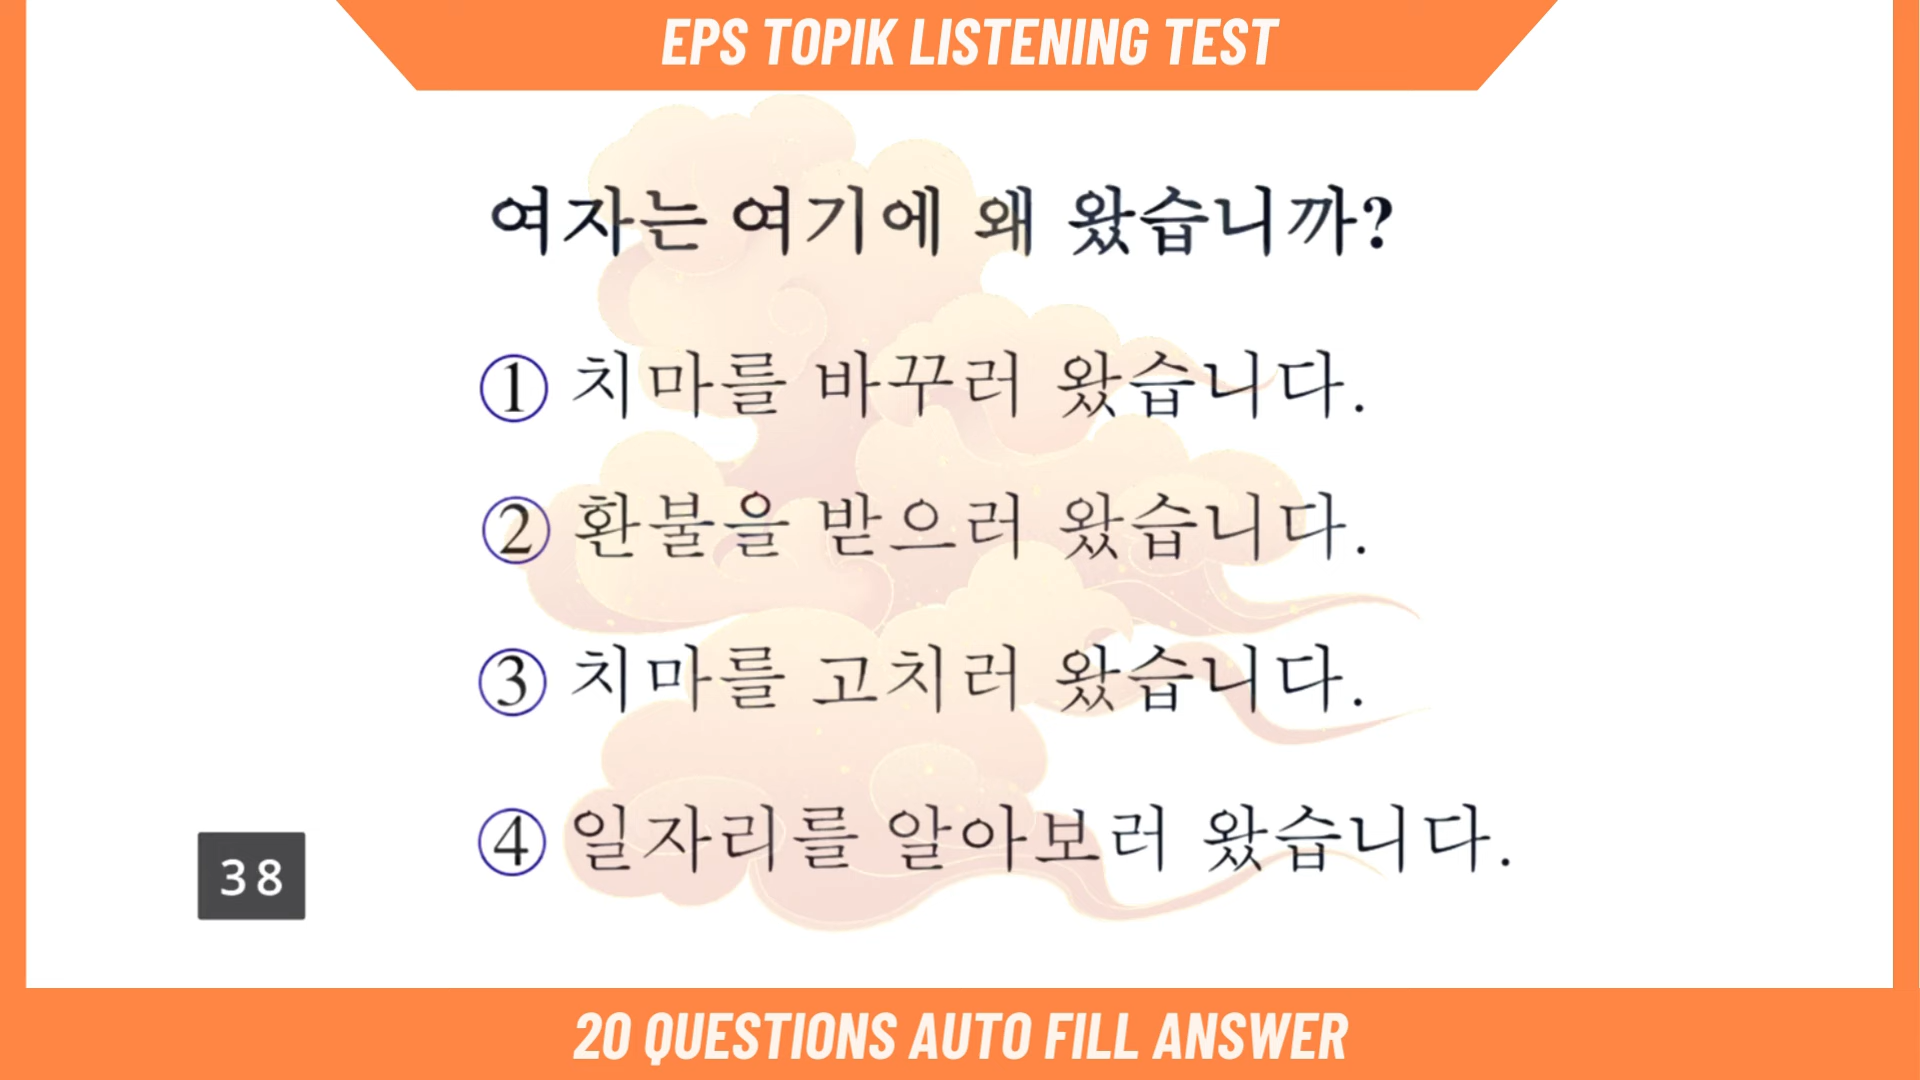 EPS TOPIK LISTENING TEST
여자는 여기에 왜 왔습니까?
① 치마를 바꾸러 왔습니다.
② 환불을 받으러 왔습니다.
③ 치마를 고치러 왔습니다.
④ 일자리를 알아보러 왔습니다.
38
20 QUESTIONS AUTO FILL ANSWER